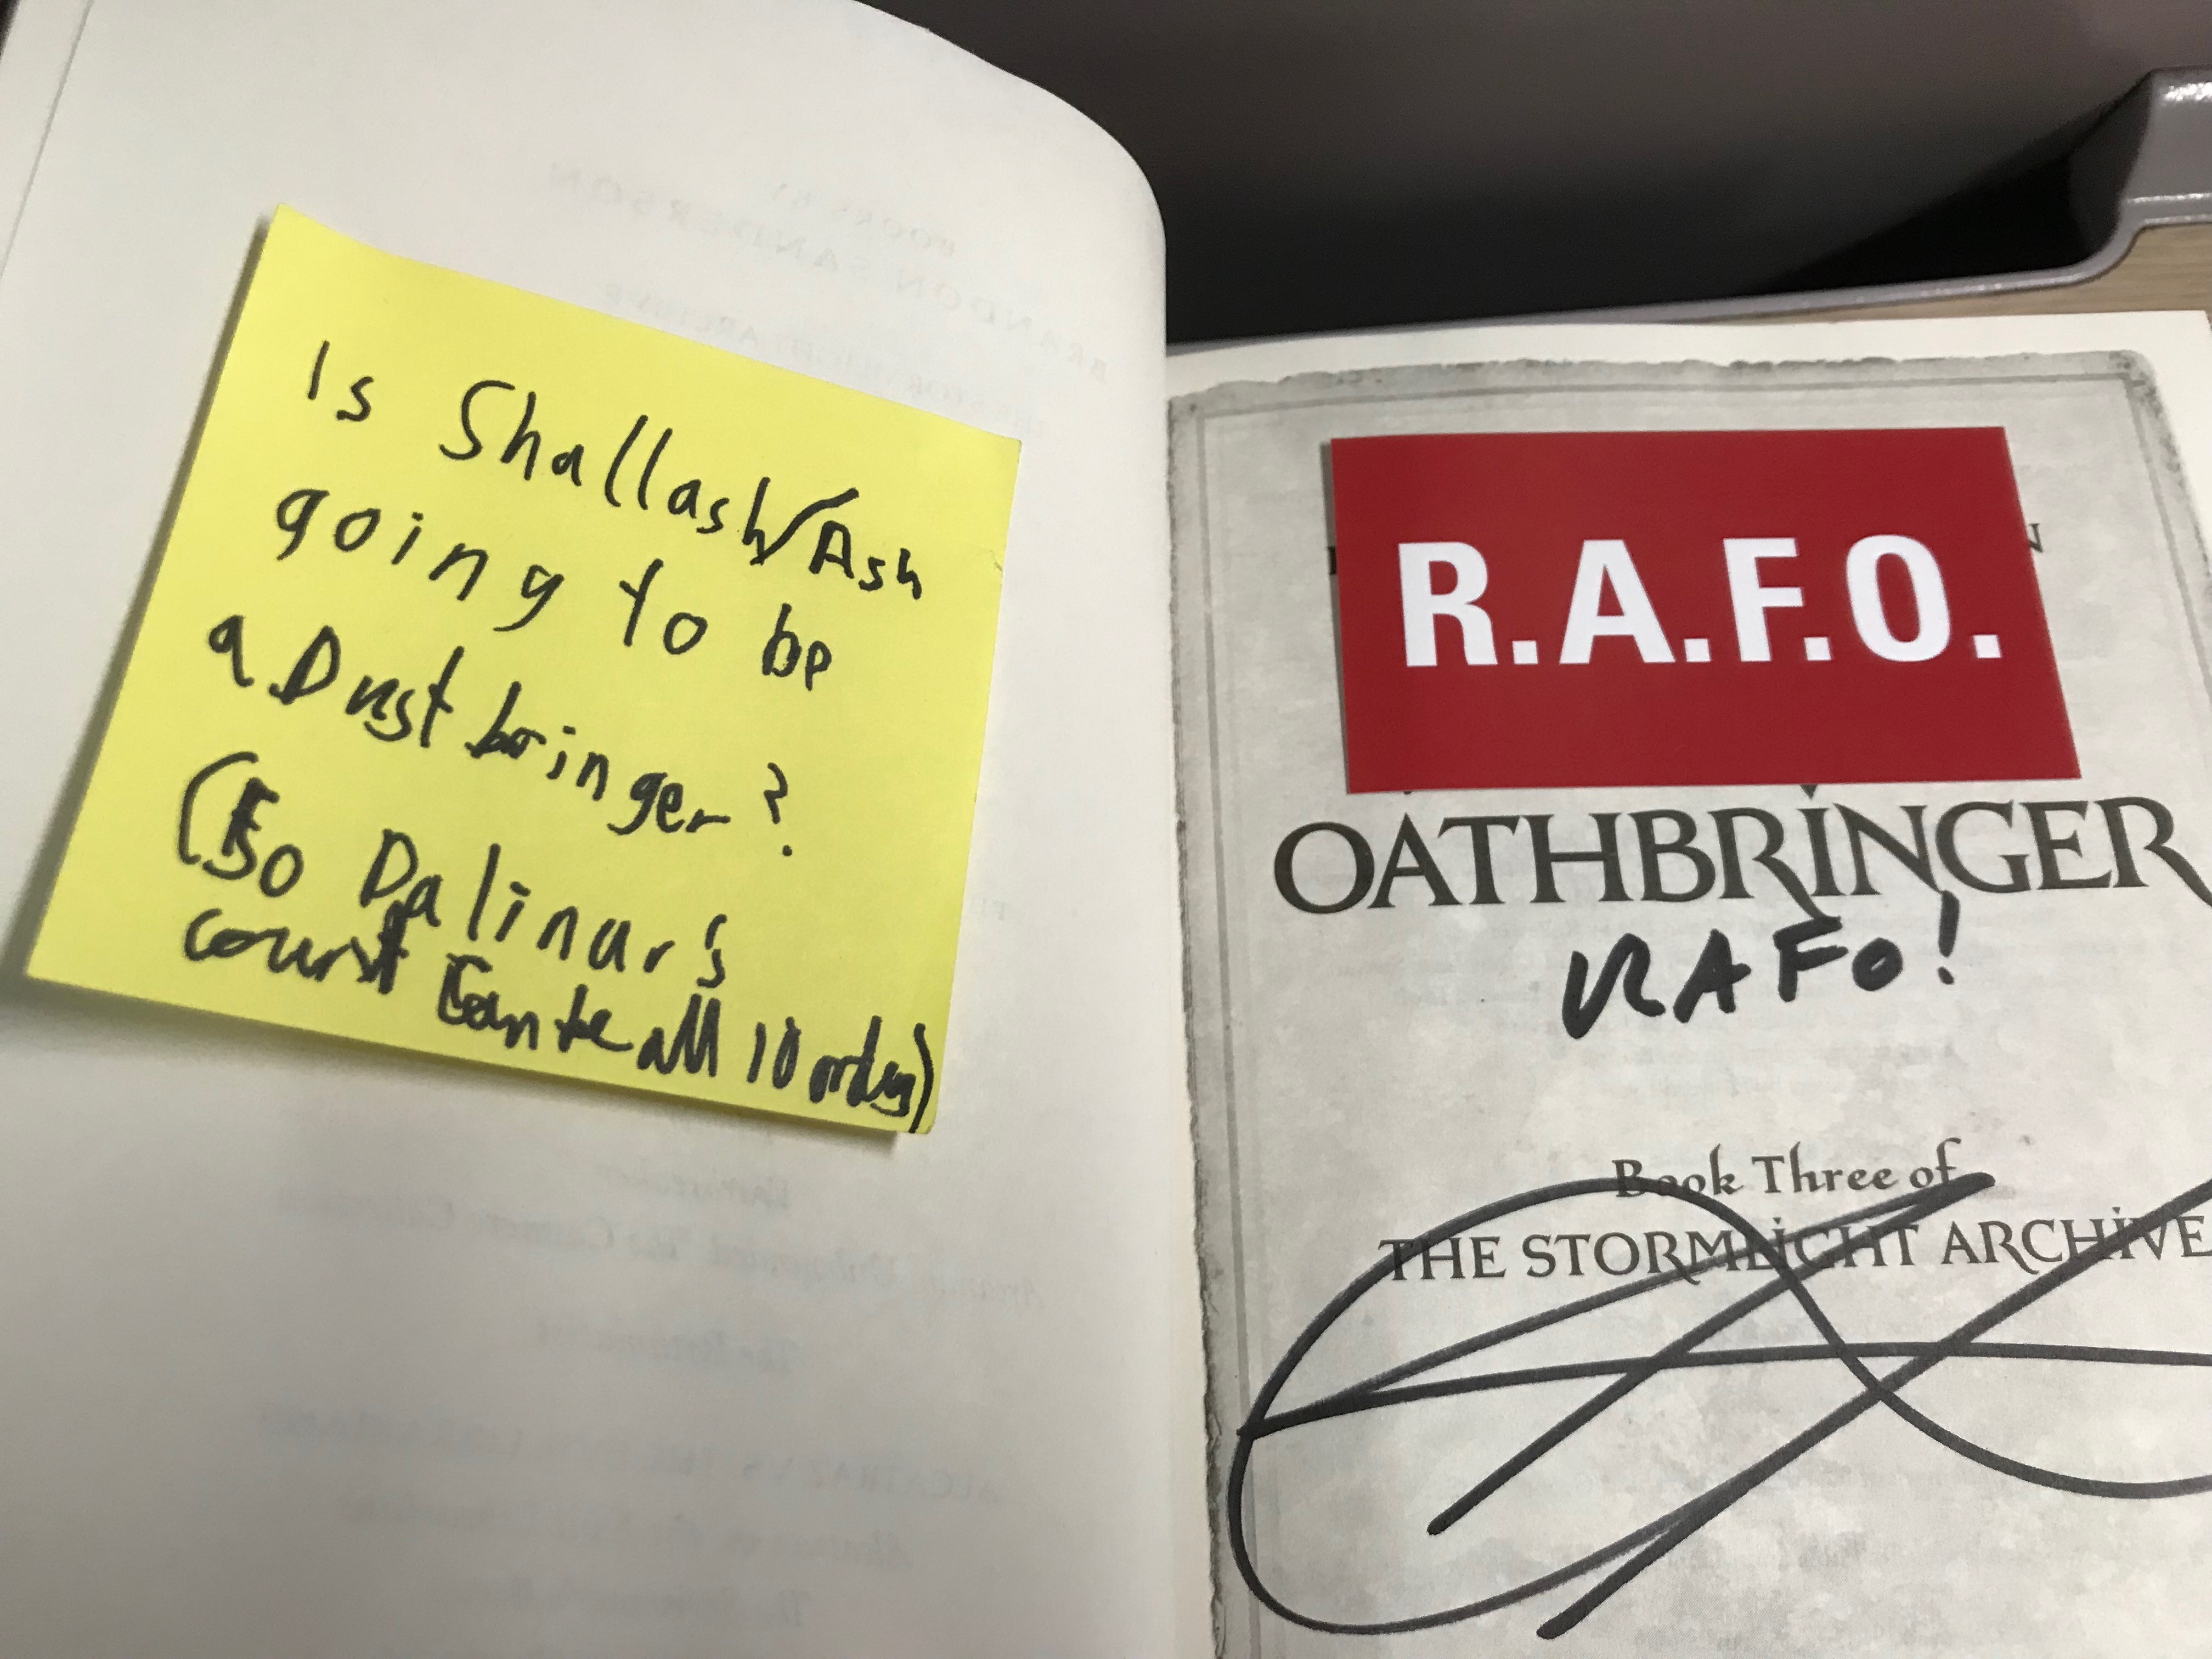 Is Shallash/Ash
going to be
a Dustbringer?
(So Dalinar's
court can be all 10 orders)
R.A.F.O.
OATHBRINGER
RAFO!
Book Three of
THE STORMLIGHT ARCHIVE